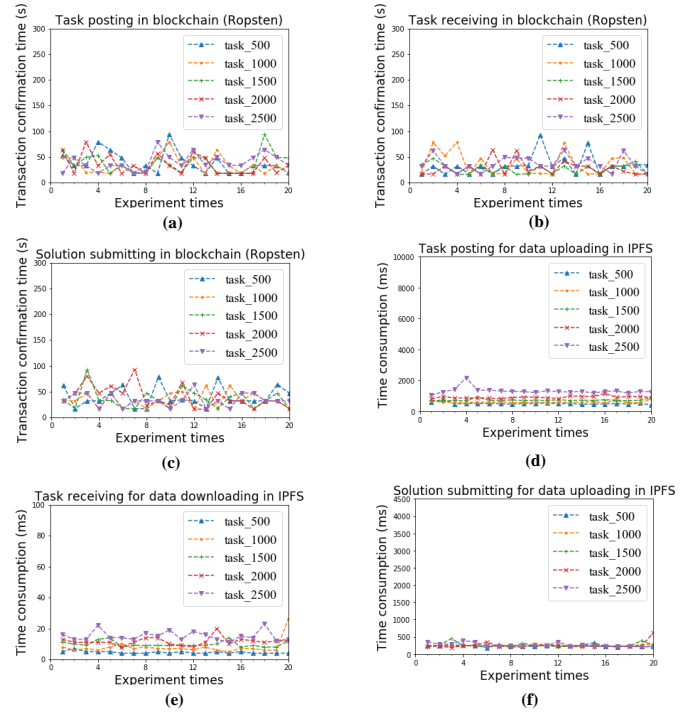 Task posting in blockchain (Ropsten)
Transaction confirmation time (s)
300
250
200
150
100
50
0
0 4 8 12 16 20
task_500
task_1000
task_1500
task_2000
task_2500
Experiment times
(a)
Task receiving in blockchain (Ropsten)
Transaction confirmation time (s)
300
250
200
150
100
50
0
0 4 8 12 16 20
task_500
task_1000
task_1500
task_2000
task_2500
Experiment times
(b)
Solution submitting in blockchain (Ropsten)
Transaction confirmation time (s)
300
250
200
150
100
50
0
0 4 8 12 16 20
task_500
task_1000
task_1500
task_2000
task_2500
Experiment times
(c)
Task posting for data uploading in IPFS
Time consumption (ms)
10000
8000
6000
4000
2000
0
0 4 8 12 16 20
task_500
task_1000
task_1500
task_2000
task_2500
Experiment times
(d)
Task receiving for data downloading in IPFS
Time consumption (ms)
100
80
60
40
20
0
0 4 8 12 16 20
task_500
task_1000
task_1500
task_2000
task_2500
Experiment times
(e)
Solution submitting for data uploading in IPFS
Time consumption (ms)
4500
4000
3500
3000
2500
2000
1500
1000
500
0
0 4 8 12 16 20
task_500
task_1000
task_1500
task_2000
task_2500
Experiment times
(f)